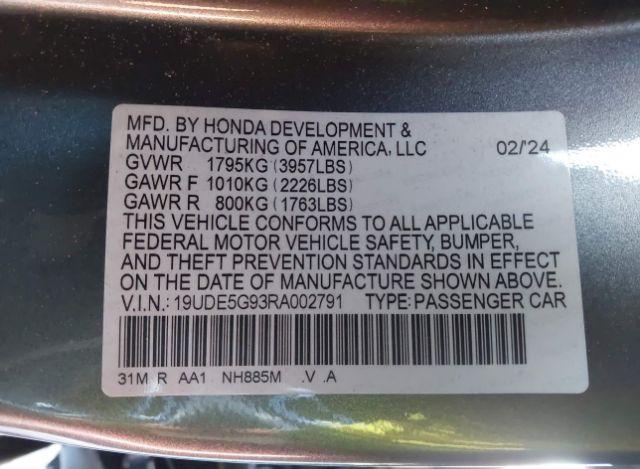 MFD. BY HONDA DEVELOPMENT &
MANUFACTURING OF AMERICA, LLC 02/'24
GVWR 1795KG (3957LBS)
GAWR F 1010KG (2226LBS)
GAWR R 800KG (1763LBS)
THIS VEHICLE CONFORMS TO ALL APPLICABLE
FEDERAL MOTOR VEHICLE SAFETY, BUMPER,
AND THEFT PREVENTION STANDARDS IN EFFECT
ON THE DATE OF MANUFACTURE SHOWN ABOVE.
V.I.N.: 19UDE5G93RA002791 TYPE: PASSENGER CAR
31M R AA1 NH885M .V .A